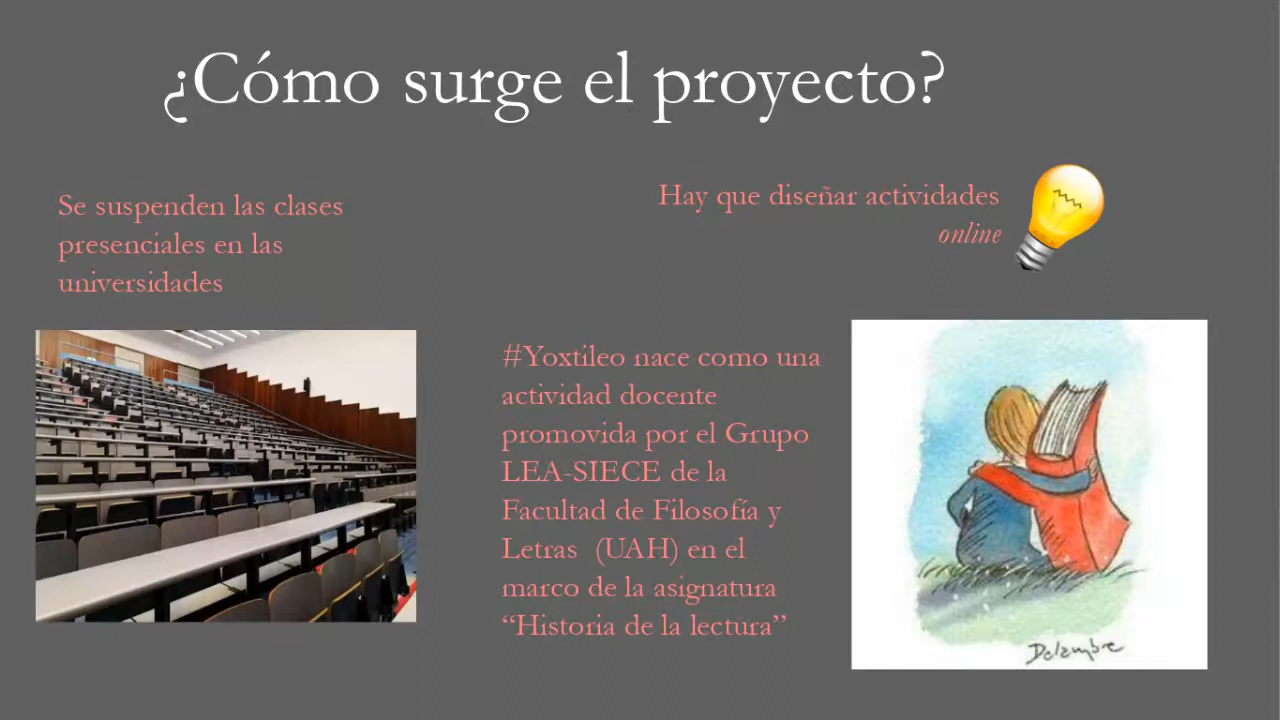 ¿Cómo surge el proyecto?
Se suspenden las clases
presenciales en las
universidades
Hay que diseñar actividades
online
#Yoxtileo nace como una
actividad docente
promovida por el Grupo
LEA-SIECE de la
Facultad de Filosofía y
Letras (UAH) en el
marco de la asignatura
“Historia de la lectura”
Delambre